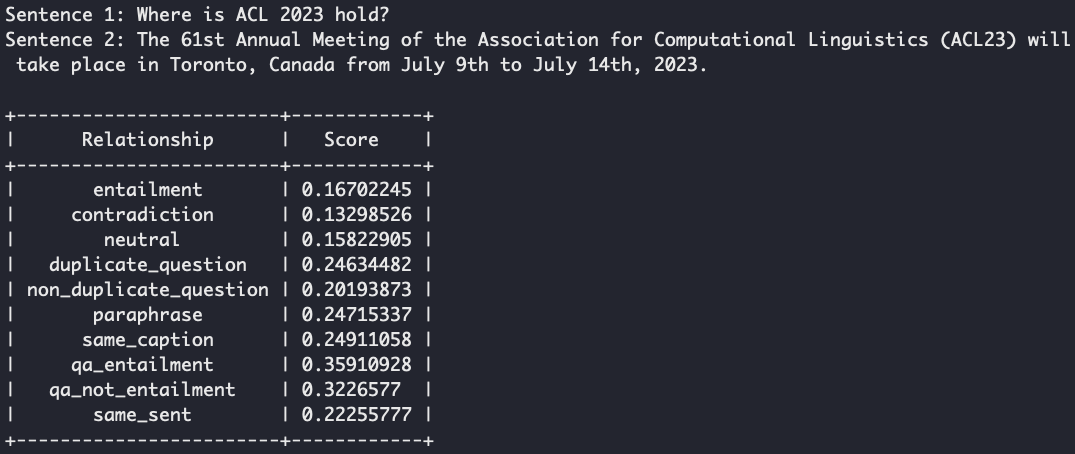 Sentence 1: Where is ACL 2023 hold?
Sentence 2: The 61st Annual Meeting of the Association for Computational Linguistics (ACL23) will
 take place in Toronto, Canada from July 9th to July 14th, 2023.
+------------------------+------------+
|      Relationship      |   Score    |
+------------------------+------------+
|       entailment       | 0.16702245 |
|     contradiction      | 0.13298526 |
|        neutral         | 0.15822905 |
|   duplicate_question   | 0.24634482 |
| non_duplicate_question | 0.20193873 |
|       paraphrase       | 0.24715337 |
|      same_caption      | 0.24911058 |
|     qa_entailment      | 0.35910928 |
|   qa_not_entailment    | 0.3226577  |
|       same_sent        | 0.22255777 |
+------------------------+------------+